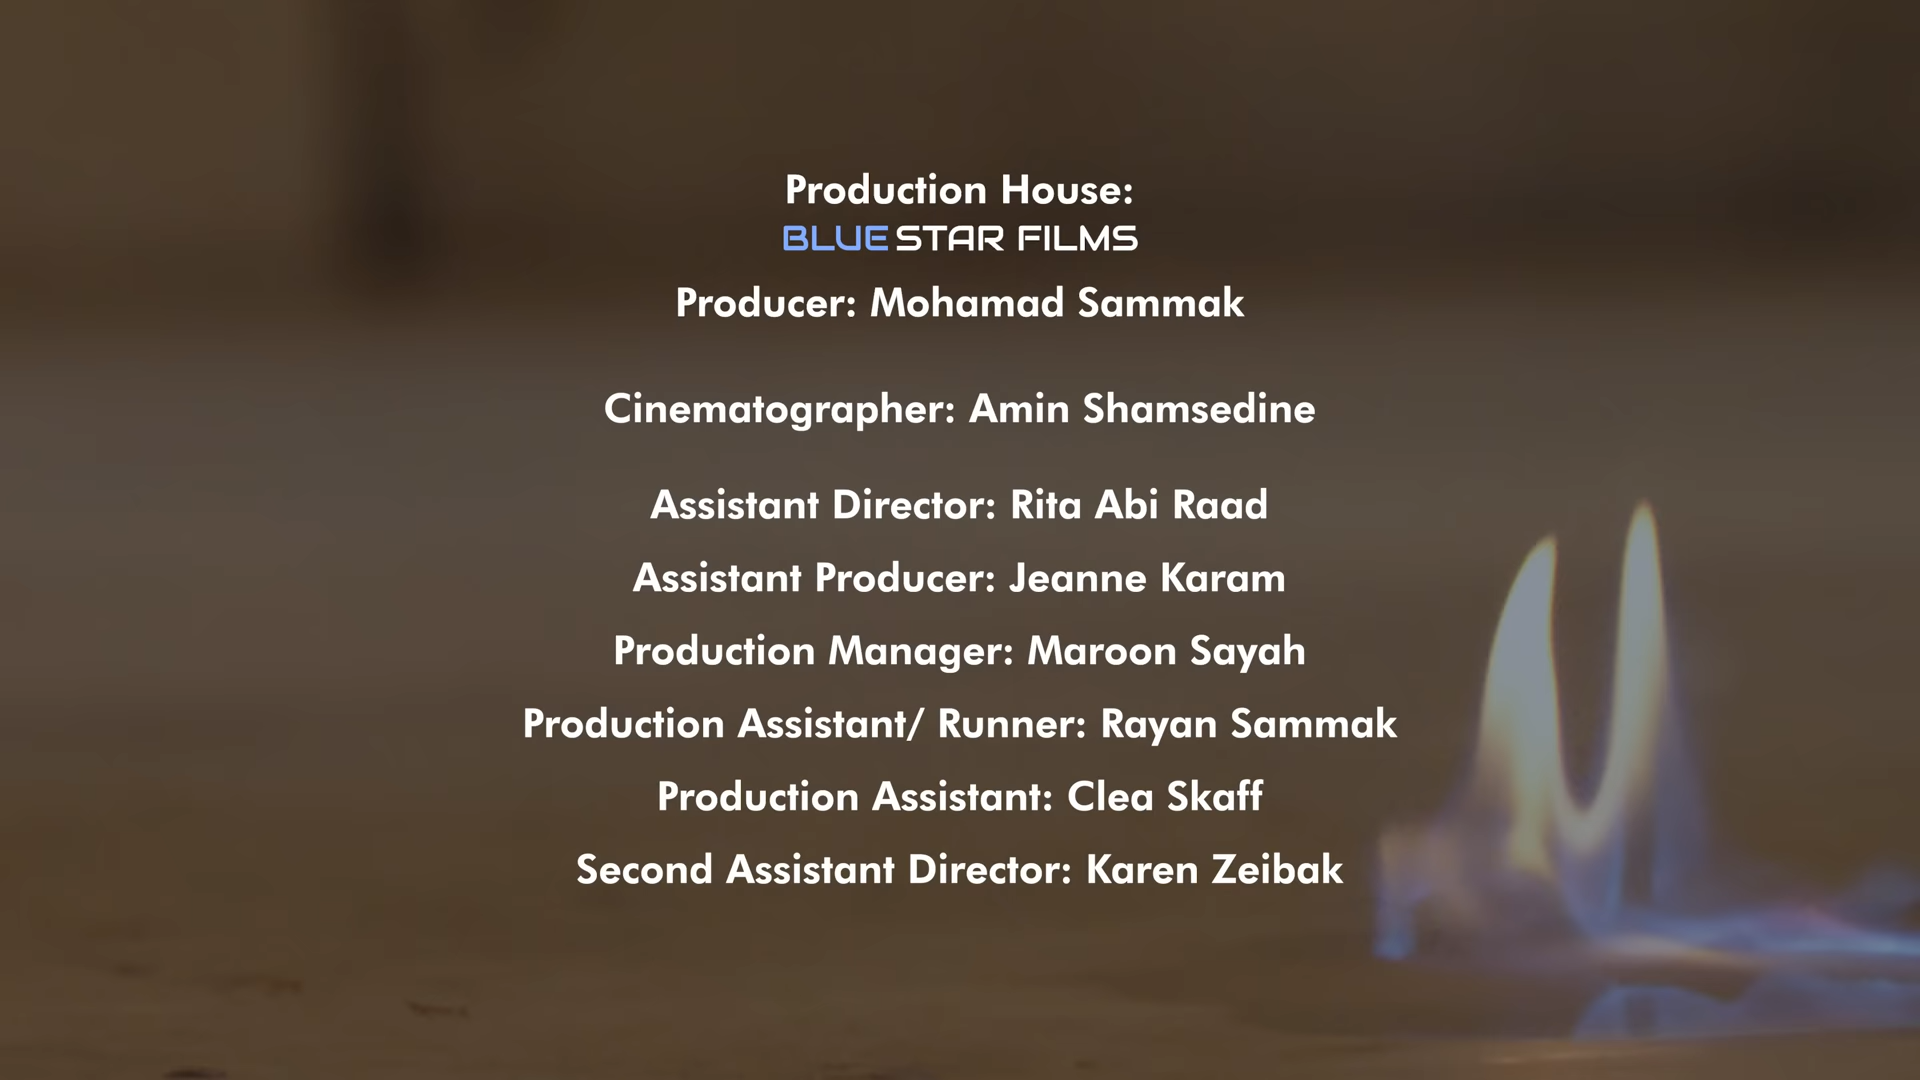 Production House:
BLUE STAR FILMS
Producer: Mohamad Sammak
Cinematographer: Amin Shamsedine
Assistant Director: Rita Abi Raad
Assistant Producer: Jeanne Karam
Production Manager: Maroon Sayah
Production Assistant/ Runner: Rayan Sammak
Production Assistant: Clea Skaff
Second Assistant Director: Karen Zeibak